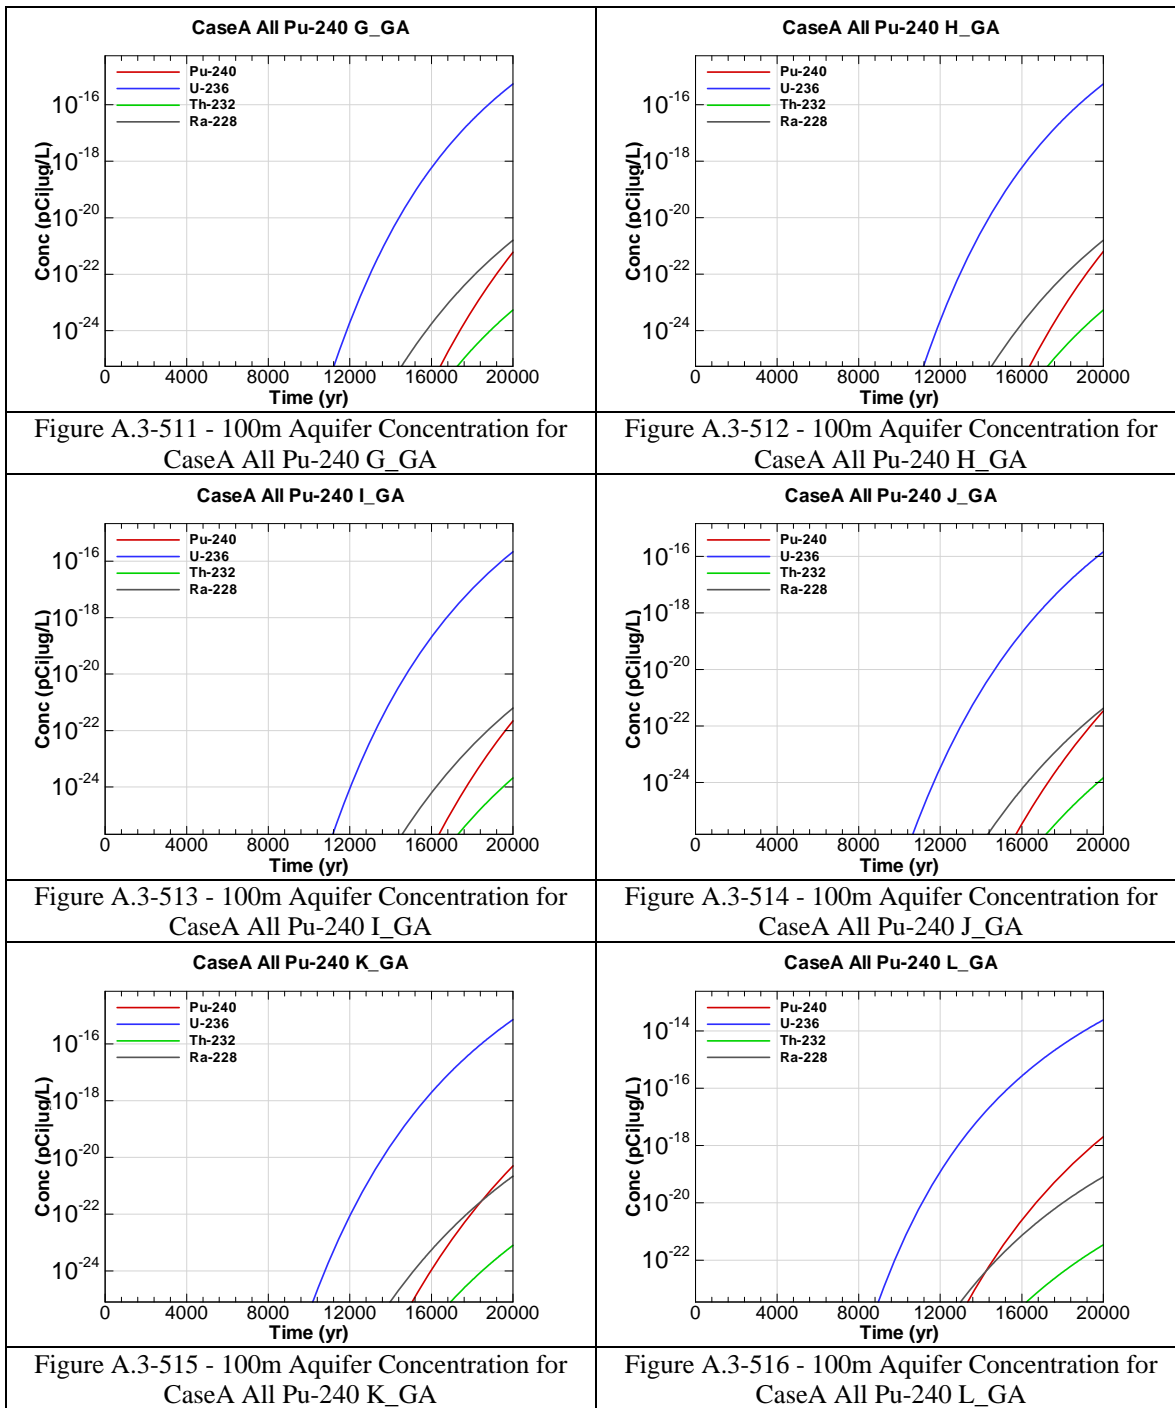 CaseA All Pu-240 G_GA
Conc (pCi|ug/L)
10-16
10-18
10-20
10-22
10-24
Pu-240
U-236
Th-232
Ra-228
0 4000 8000 12000 16000 20000
Time (yr)
Figure A.3-511 - 100m Aquifer Concentration for
CaseA All Pu-240 G_GA
CaseA All Pu-240 H_GA
Conc (pCi|ug/L)
10-16
10-18
10-20
10-22
10-24
Pu-240
U-236
Th-232
Ra-228
0 4000 8000 12000 16000 20000
Time (yr)
Figure A.3-512 - 100m Aquifer Concentration for
CaseA All Pu-240 H_GA
CaseA All Pu-240 I_GA
Conc (pCi|ug/L)
10-16
10-18
10-20
10-22
10-24
Pu-240
U-236
Th-232
Ra-228
0 4000 8000 12000 16000 20000
Time (yr)
Figure A.3-513 - 100m Aquifer Concentration for
CaseA All Pu-240 I_GA
CaseA All Pu-240 J_GA
Conc (pCi|ug/L)
10-16
10-18
10-20
10-22
10-24
Pu-240
U-236
Th-232
Ra-228
0 4000 8000 12000 16000 20000
Time (yr)
Figure A.3-514 - 100m Aquifer Concentration for
CaseA All Pu-240 J_GA
CaseA All Pu-240 K_GA
Conc (pCi|ug/L)
10-16
10-18
10-20
10-22
10-24
Pu-240
U-236
Th-232
Ra-228
0 4000 8000 12000 16000 20000
Time (yr)
Figure A.3-515 - 100m Aquifer Concentration for
CaseA All Pu-240 K_GA
CaseA All Pu-240 L_GA
Conc (pCi|ug/L)
10-14
10-16
10-18
10-20
10-22
Pu-240
U-236
Th-232
Ra-228
0 4000 8000 12000 16000 20000
Time (yr)
Figure A.3-516 - 100m Aquifer Concentration for
CaseA All Pu-240 L_GA